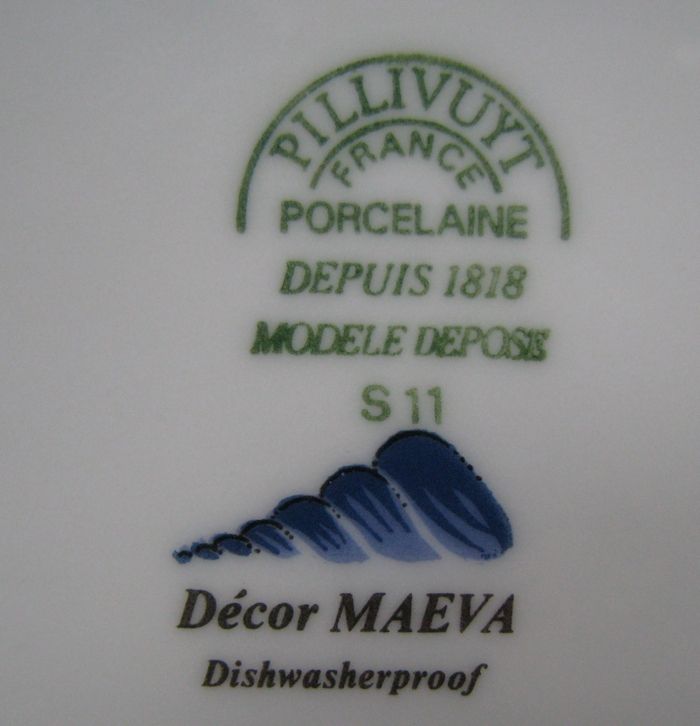 PILLIVUYT
FRANCE
PORCELAINE
DEPUIS 1818
MODELE DEPOSE
S 11
Décor MAEVA
Dishwasherproof